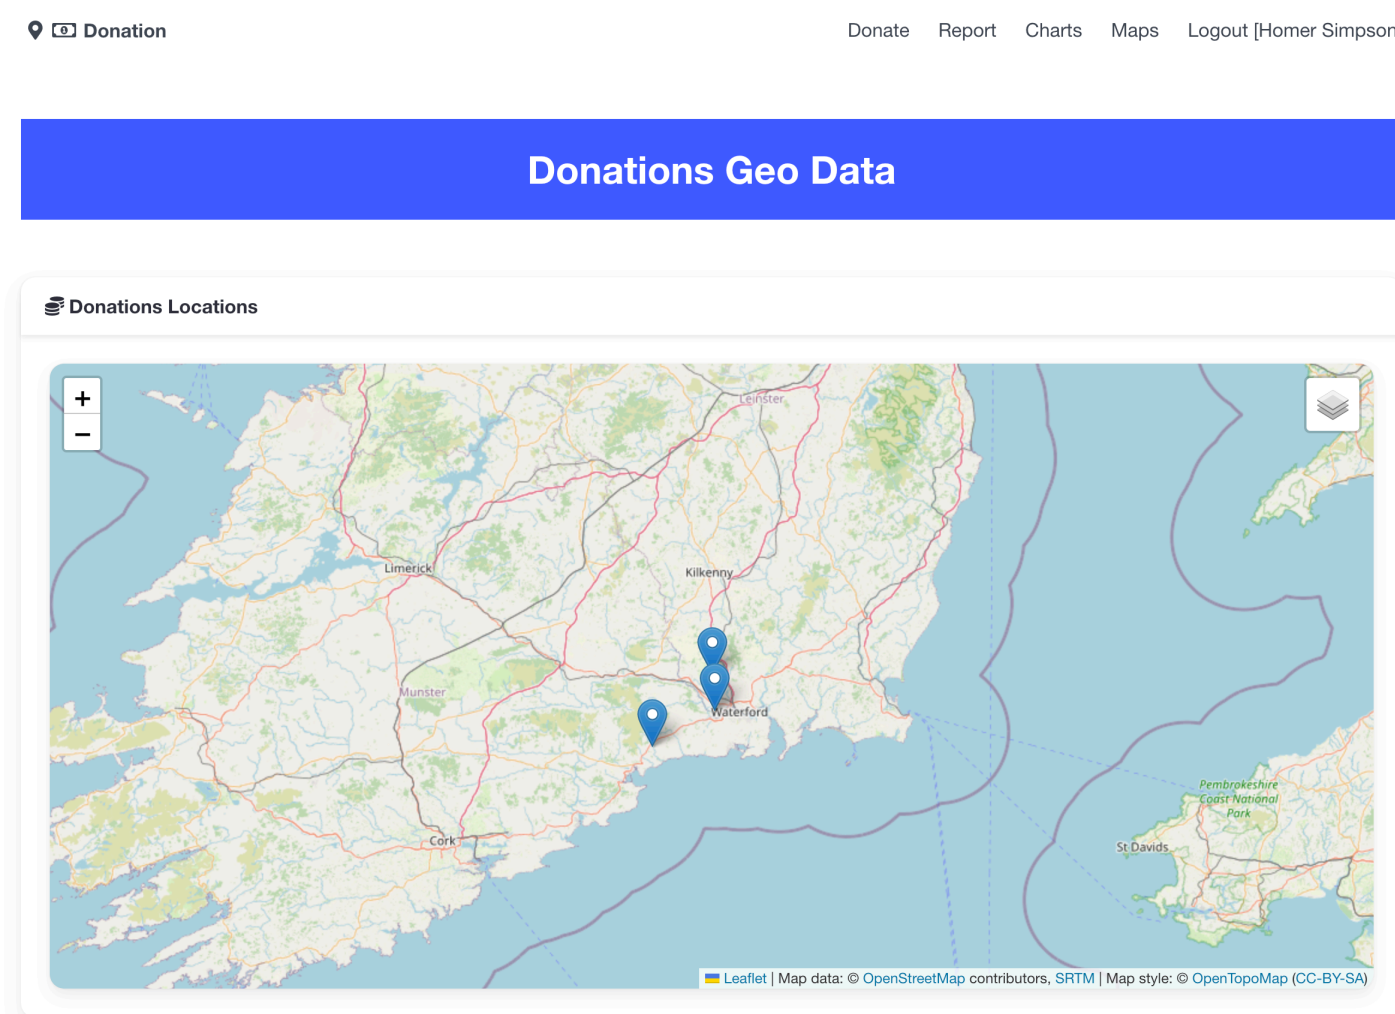 Donation Donate Report Charts Maps Logout [Homer Simpson
Donations Geo Data
Donations Locations
+
−
Leinster
Limerick
Kilkenny
Munster
Waterford
Pembrokeshire
Coast National
Park
Cork
St Davids
Leaflet | Map data: © OpenStreetMap contributors, SRTM | Map style: © OpenTopoMap (CC-BY-SA)